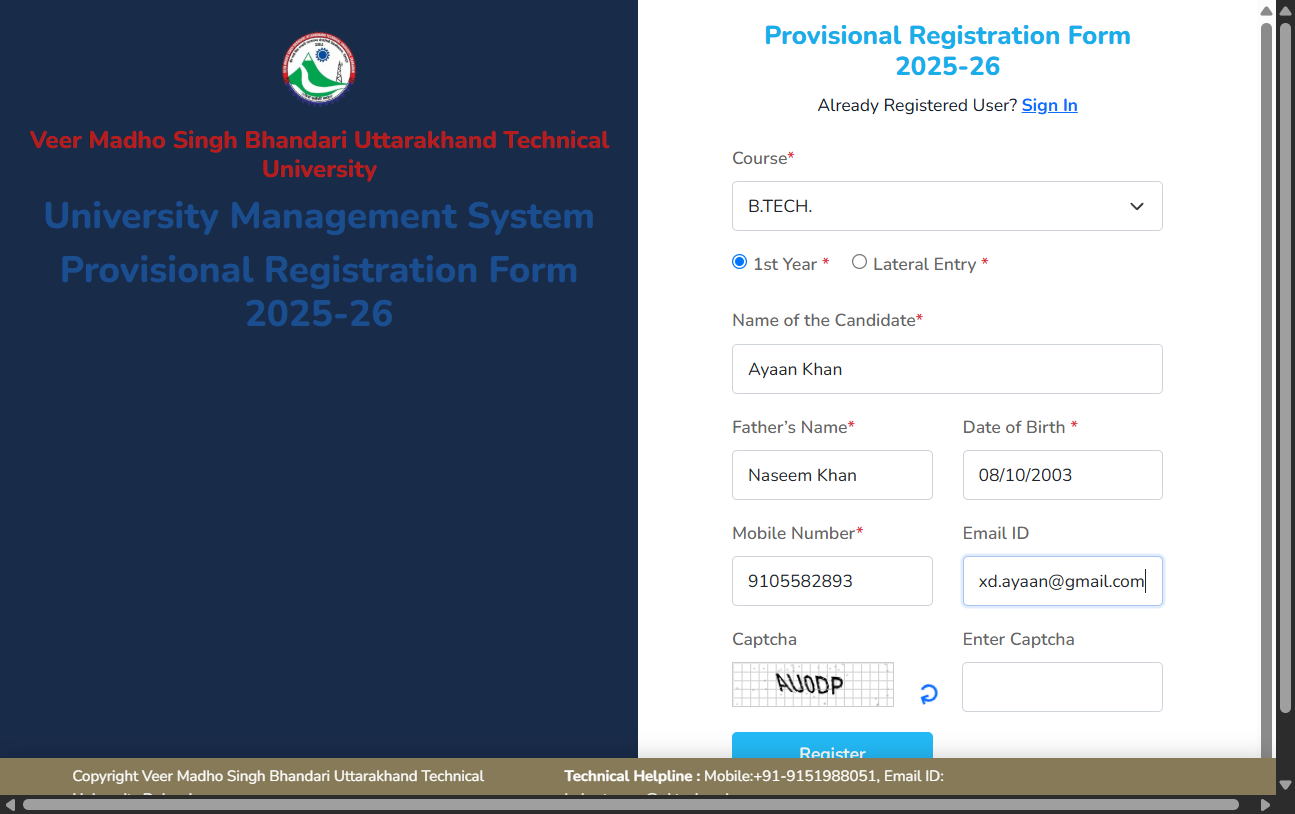 Veer Madho Singh Bhandari Uttarakhand Technical
University
University Management System
Provisional Registration Form
2025-26
Provisional Registration Form
2025-26
Already Registered User? Sign In
Course*
B.TECH.
1st Year * Lateral Entry *
Name of the Candidate*
Ayaan Khan
Father's Name* Date of Birth *
Naseem Khan 08/10/2003
Mobile Number* Email ID
9105582893 xd.ayaan@gmail.com
Captcha Enter Captcha
AU0DP
Register
Copyright Veer Madho Singh Bhandari Uttarakhand Technical
Technical Helpline : Mobile:+91-9151988051, Email ID: